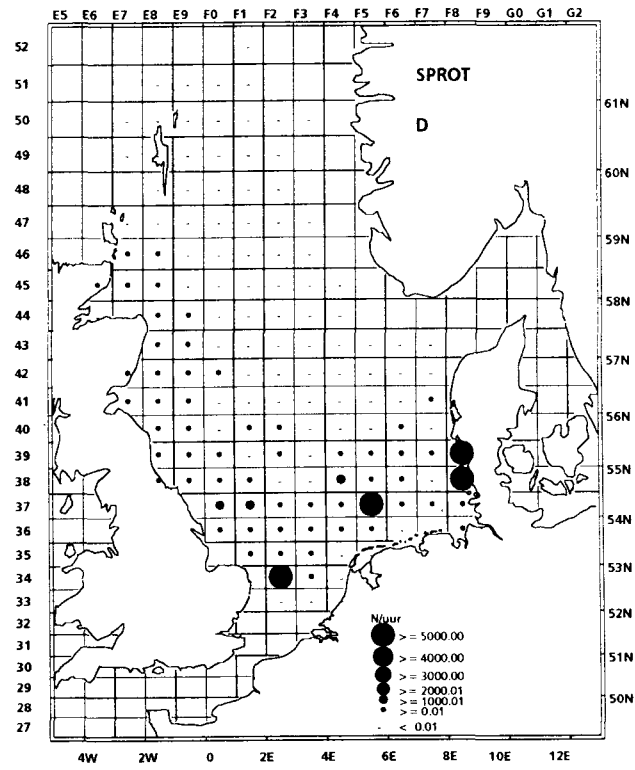 E5 E6 E7 E8 E9 F0 F1 F2 F3 F4 F5 F6 F7 F8 F9 G0 G1 G2
SPROT
D
52
51
50
49
48
47
46
45
44
43
42
41
40
39
38
37
36
35
34
33
32
31
30
29
28
27
61N
60N
59N
58N
57N
56N
55N
54N
53N
52N
51N
50N
N/uur
> = 5000.00
> = 4000.00
> = 3000.00
> = 2000.01
> = 1000.01
> = 0.01
< 0.01
4W 2W 0 2E 4E 6E 8E 10E 12E